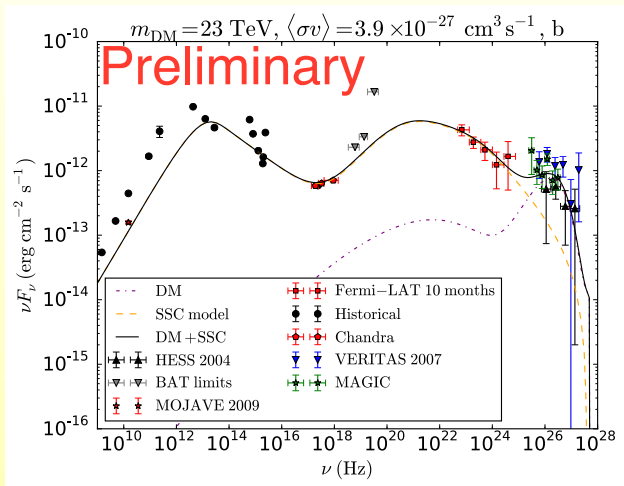 m_DM = 23 TeV, ⟨σv⟩ = 3.9 ×10^−27 cm^3 s^−1, b
Preliminary
10^-10
10^-11
10^-12
10^-13
10^-14
10^-15
10^-16
νF_ν (erg cm^−2 s^−1)
DM
SSC model
DM+SSC
HESS 2004
BAT limits
MOJAVE 2009
Fermi−LAT 10 months
Historical
Chandra
VERITAS 2007
MAGIC
10^10 10^12 10^14 10^16 10^18 10^20 10^22 10^24 10^26 10^28
ν (Hz)